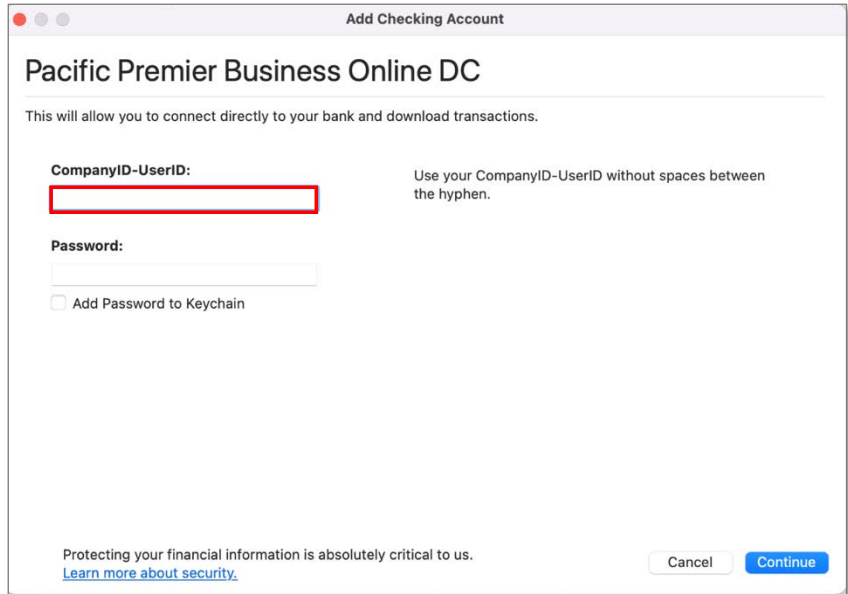 Add Checking Account
Pacific Premier Business Online DC
This will allow you to connect directly to your bank and download transactions.
CompanyID-UserID:
Use your CompanyID-UserID without spaces between
the hyphen.
Password:
Add Password to Keychain
Protecting your financial information is absolutely critical to us.
Learn more about security.
Cancel
Continue